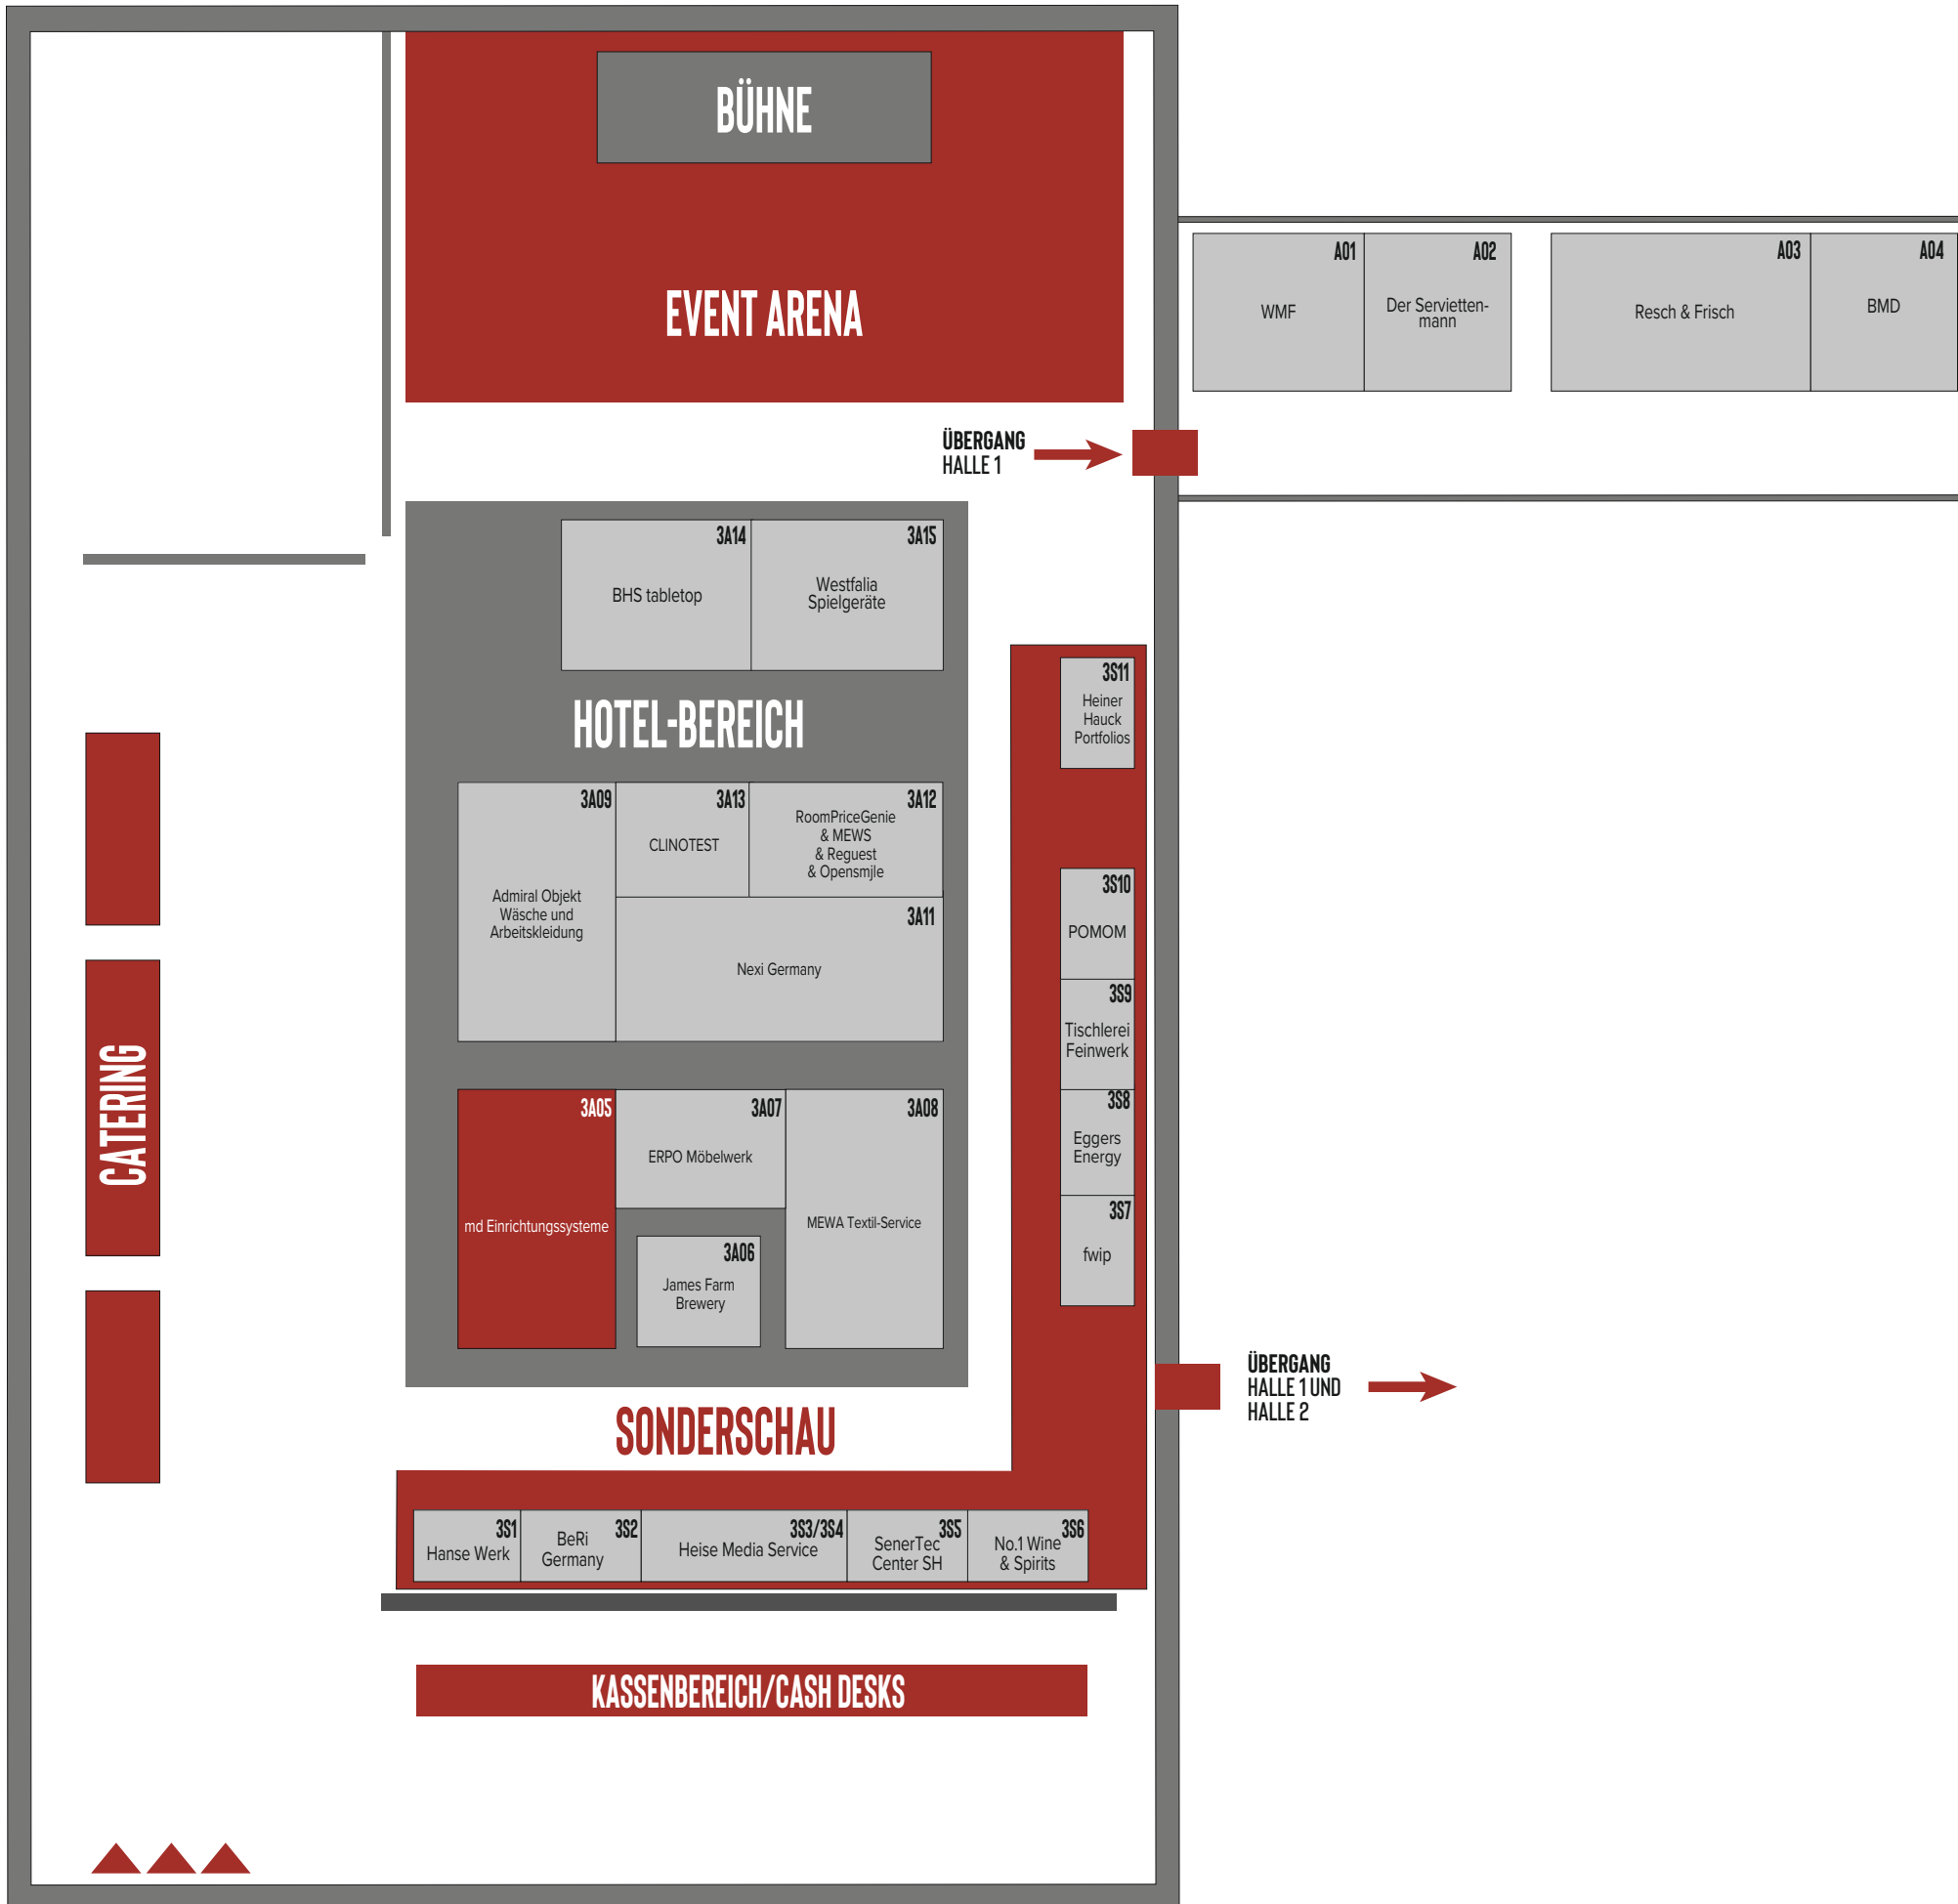 BÜHNE
EVENT ARENA
A01
WMF
A02
Der Servietten-
mann
A03
Resch & Frisch
A04
BMD
ÜBERGANG
HALLE 1
3A14
BHS tabletop
3A15
Westfalia
Spielgeräte
HOTEL-BEREICH
3S11
Heiner
Hauck
Portfolios
3A09
Admiral Objekt
Wäsche und
Arbeitskleidung
3A13
CLINOTEST
3A12
RoomPriceGenie
& MEWS
& Reguest
& Opensmjle
3A11
Nexi Germany
3S10
POMOM
3S9
Tischlerei
Feinwerk
3S8
Eggers
Energy
3S7
fwip
CATERING
3A05
md Einrichtungssysteme
3A07
ERPO Möbelwerk
3A08
MEWA Textil-Service
3A06
James Farm
Brewery
ÜBERGANG
HALLE 1 UND
HALLE 2
SONDERSCHAU
3S1
Hanse Werk
3S2
BeRi
Germany
3S3/3S4
Heise Media Service
3S5
SenerTec
Center SH
3S6
No.1 Wine
& Spirits
KASSENBEREICH/CASH DESKS